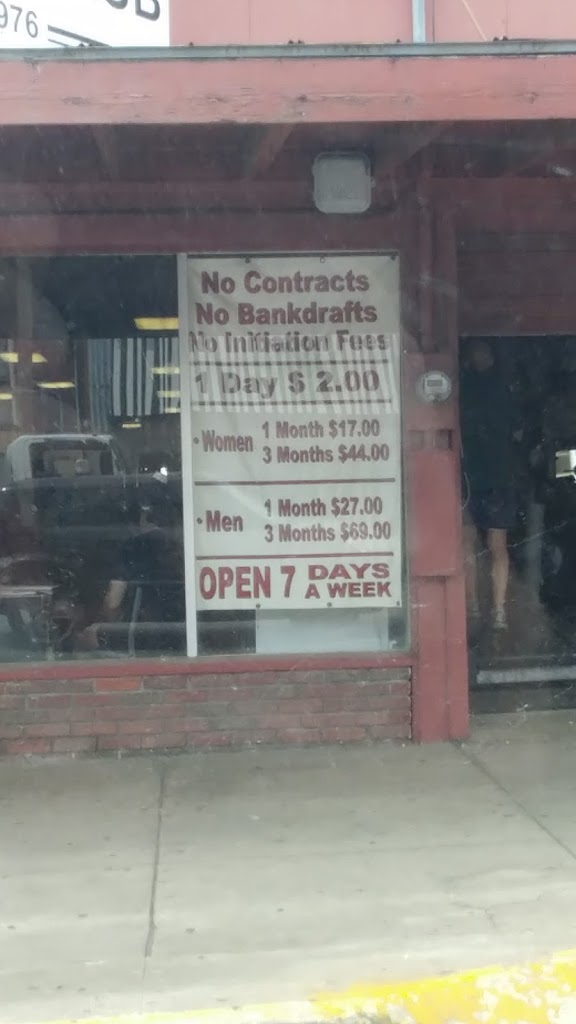 976
No Contracts
No Bankdrafts
No Initiation Fees
1 Day $ 2.00
• Women 1 Month $17.00
3 Months $44.00
• Men 1 Month $27.00
3 Months $69.00
OPEN 7 DAYS
A WEEK